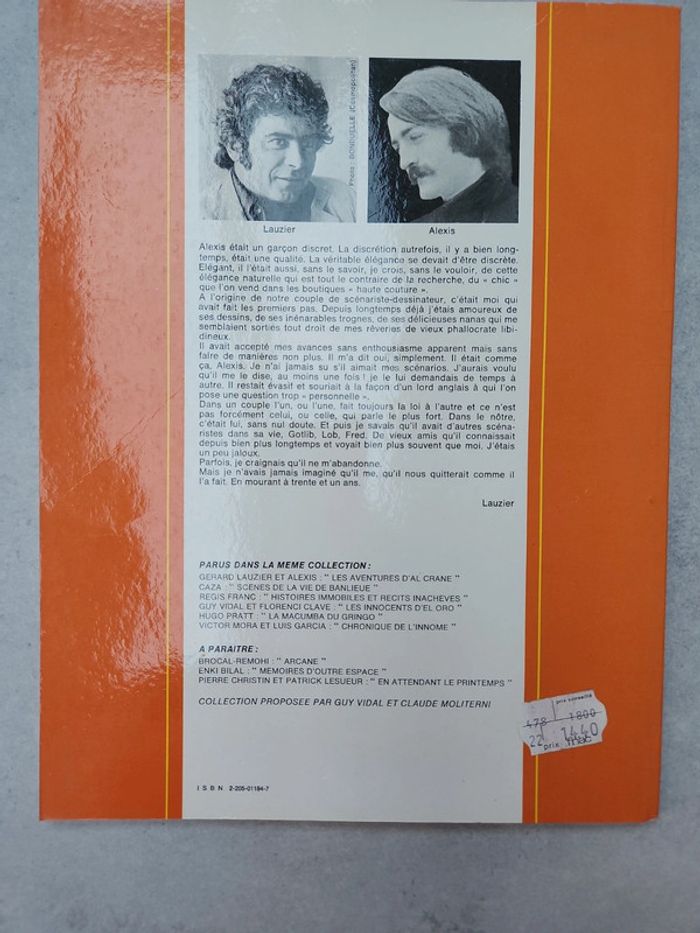 Photo : DONDUELLE (Cosmopolitan)
Lauzier
Alexis
Alexis était un garçon discret. La discrétion autrefois, il y a bien long-
temps, était une qualité. La véritable élégance se devait d'être discrète.
Elégant, il l'était aussi, sans le savoir, je crois, sans le vouloir, de cette
élégance naturelle qui est tout le contraire de la recherche, du « chic »
que l'on vend dans les boutiques « haute couture ».
A l'origine de notre couple de scénariste-dessinateur, c'était moi qui
avait fait les premiers pas. Depuis longtemps déjà j'étais amoureux de
ses dessins, de ses inénarables trognes, de ses délicieuses nanas qui me
semblaient sorties tout droit de mes rêveries de vieux phallocrate libi-
dineux.
Il avait accepté mes avances sans enthousiasme apparent mais sans
faire de manières non plus. Il m'a dit oui, simplement. Il était comme
ça, Alexis. Je n'ai jamais su s'il aimait mes scénarios. J'aurais voulu
qu'il me le dise, au moins une fois ! je le lui demandais de temps à
autre. Il restait évasif et souriait à la façon d'un lord anglais à qui l'on
pose une question trop « personnelle ».
Dans un couple l'un, ou l'une, fait toujours la loi à l'autre et ce n'est
pas forcément celui, ou celle, qui parle le plus fort. Dans le nôtre,
c'était lui, sans nul doute. Et puis je savais qu'il avait d'autres scéna-
ristes dans sa vie, Gotlib, Lob, Fred. De vieux amis qu'il connaissait
depuis bien plus longtemps et voyait bien plus souvent que moi. J'étais
un peu jaloux.
Parfois, je craignais qu'il ne m'abandonne.
Mais je n'avais jamais imaginé qu'il me, qu'il nous quitterait comme il
l'a fait. En mourant à trente et un ans.
Lauzier
PARUS DANS LA MEME COLLECTION :
GERARD LAUZIER ET ALEXIS : " LES AVENTURES D'AL CRANE "
CAZA : " SCENES DE LA VIE DE BANLIEUE "
REGIS FRANC : " HISTOIRES IMMOBILES ET RECITS INACHEVES "
GUY VIDAL ET FLORENCI CLAVE : " LES INNOCENTS D'EL ORO "
HUGO PRATT : " LA MACUMBA DU GRINGO "
VICTOR MORA ET LUIS GARCIA : " CHRONIQUE DE L'INNOME "
A PARAITRE :
BROCAL-REMOHI : " ARCANE "
ENKI BILAL : " MEMOIRES D'OUTRE ESPACE "
PIERRE CHRISTIN ET PATRICK LESUEUR : " EN ATTENDANT LE PRINTEMPS "
COLLECTION PROPOSEE PAR GUY VIDAL ET CLAUDE MOLITERNI
prix conseillé
478 1800
22 1440
prix fnac
ISBN 2-205-01184-7